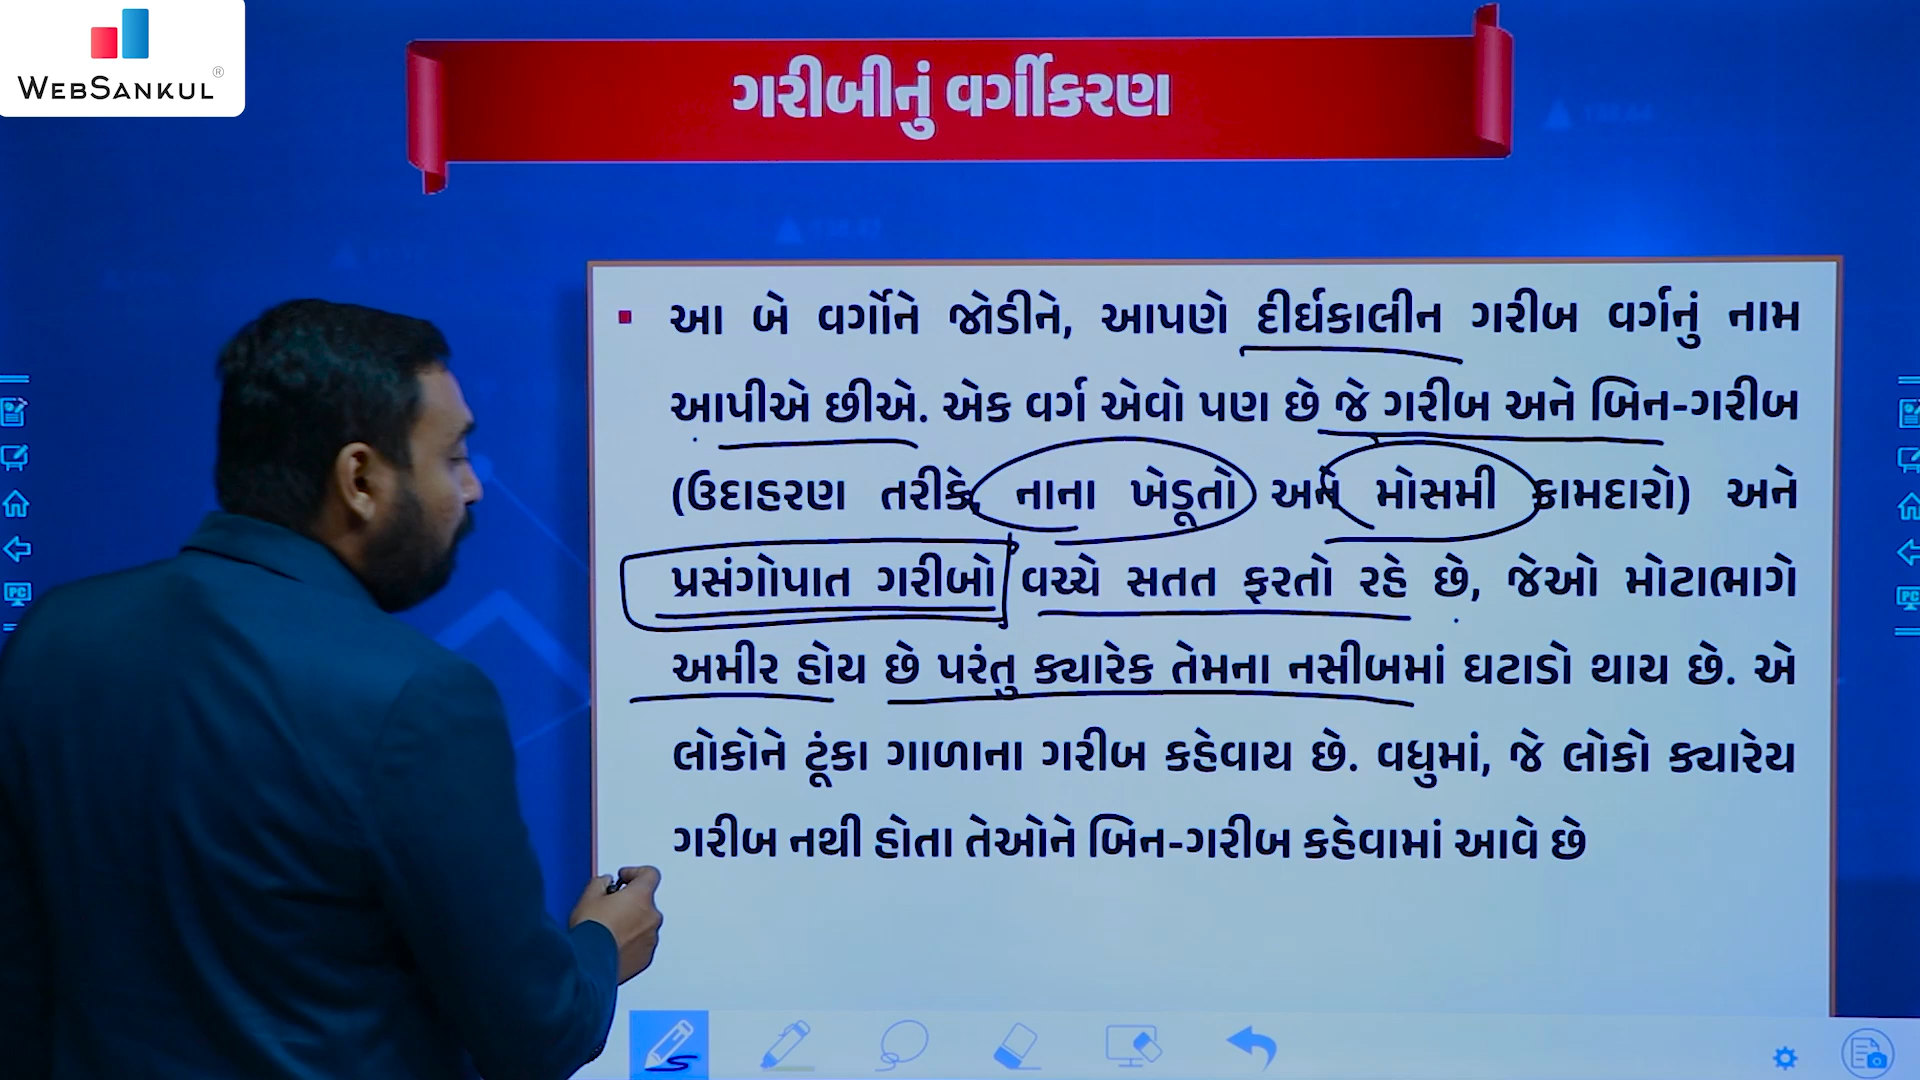 WEBSANKUL®
ગરીબીનું વર્ગીકરણ
▪ આ બે વર્ગોને જોડીને, આપણે દીર્ઘકાલીન ગરીબ વર્ગનું નામ
આપીએ છીએ. એક વર્ગ એવો પણ છે જે ગરીબ અને બિન-ગરીબ
(ઉદાહરણ તરીકે, નાના ખેડૂતો અને મોસમી કામદારો) અને
પ્રસંગોપાત ગરીબો વચ્ચે સતત ફરતો રહે છે, જેઓ મોટાભાગે
અમીર હોય છે પરંતુ ક્યારેક તેમના નસીબમાં ઘટાડો થાય છે. એ
લોકોને ટૂંકા ગાળાના ગરીબ કહેવાય છે. વધુમાં, જે લોકો ક્યારેય
ગરીબ નથી હોતા તેઓને બિન-ગરીબ કહેવામાં આવે છે
PC
PC